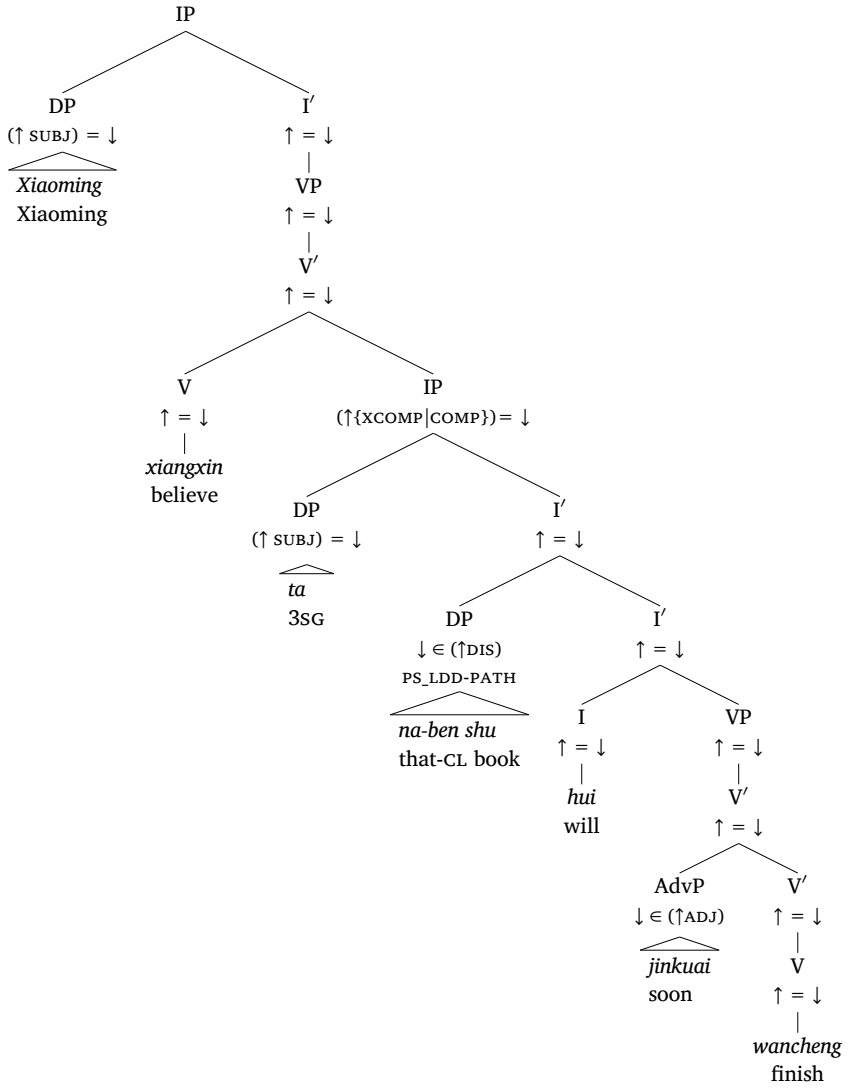 IP
DP I′
(↑ SUBJ) = ↓ ↑ = ↓
Xiaoming VP
Xiaoming ↑ = ↓
V′
↑ = ↓
V IP
↑ = ↓ (↑{XCOMP|COMP}) = ↓
xiangxin
believe
DP I′
(↑ SUBJ) = ↓ ↑ = ↓
ta
3SG
DP I′
↓ ∈ (↑DIS) ↑ = ↓
PS_LDD-PATH
na-ben shu I VP
that-CL book ↑ = ↓ ↑ = ↓
hui V′
will ↑ = ↓
AdvP V′
↓ ∈ (↑ADJ) ↑ = ↓
jinkuai V
soon ↑ = ↓
wancheng
finish